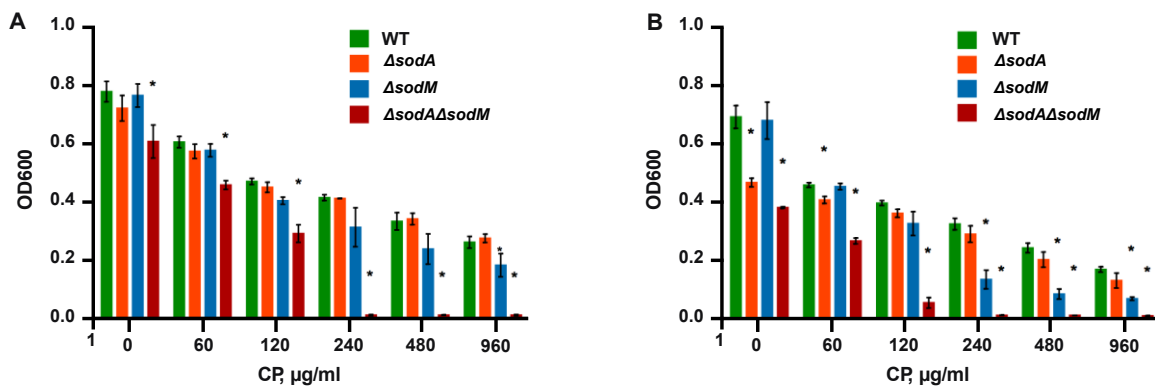 A
1.0
0.8
0.6
0.4
0.2
0.0
OD600
WT
ΔsodA
ΔsodM
ΔsodAΔsodM
* * * * * * *
1 0 60 120 240 480 960
CP, µg/ml
B
1.0
0.8
0.6
0.4
0.2
0.0
OD600
WT
ΔsodA
ΔsodM
ΔsodAΔsodM
* * * * * * * * * * *
1 0 60 120 240 480 960
CP, µg/ml